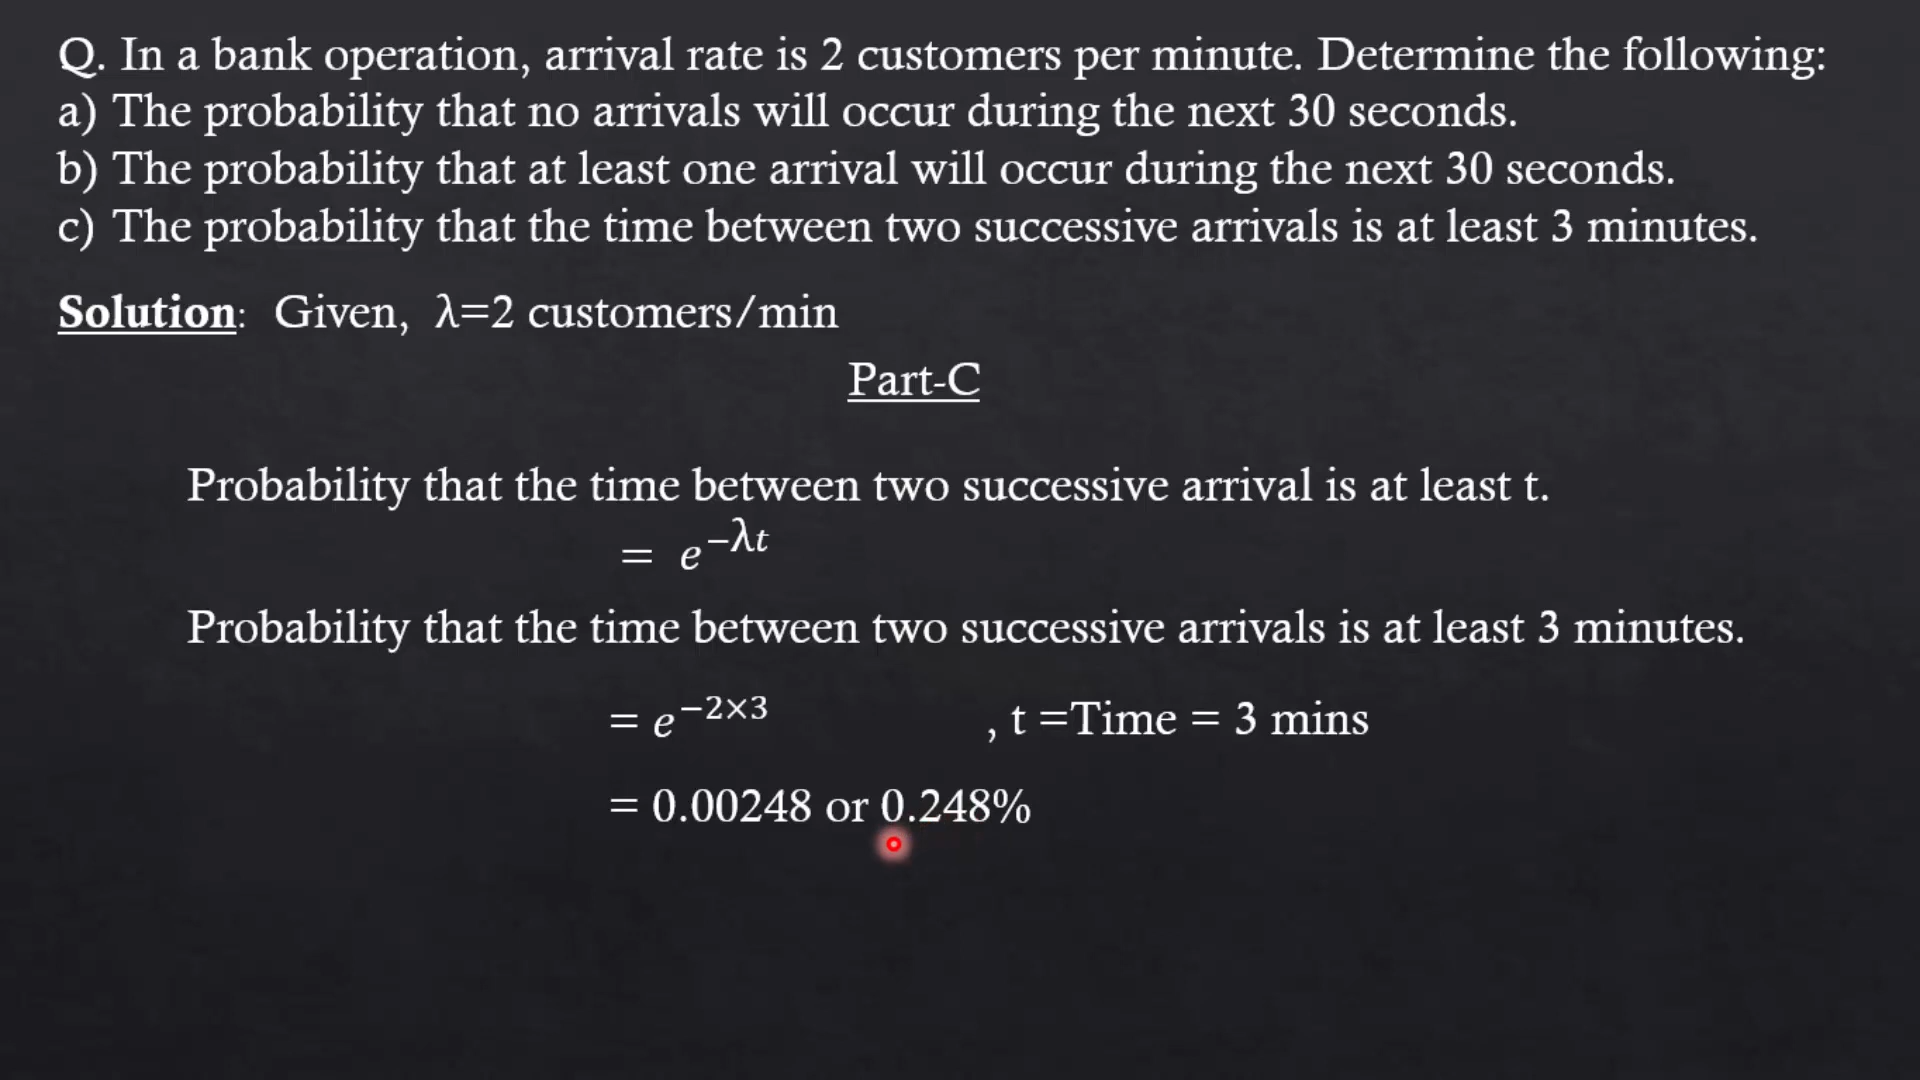 Q. In a bank operation, arrival rate is 2 customers per minute. Determine the following:
a) The probability that no arrivals will occur during the next 30 seconds.
b) The probability that at least one arrival will occur during the next 30 seconds.
c) The probability that the time between two successive arrivals is at least 3 minutes.
Solution: Given, λ=2 customers/min
Part-C
Probability that the time between two successive arrival is at least t.
= e^{−λt}
Probability that the time between two successive arrivals is at least 3 minutes.
= e^{−2×3} , t =Time = 3 mins
= 0.00248 or 0.248%